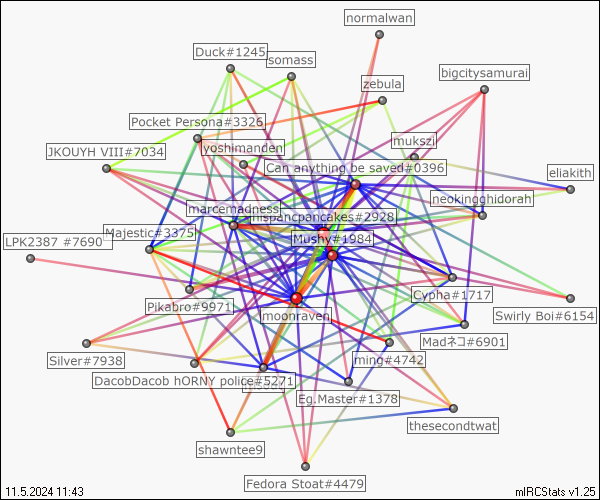 normalwan
Duck#1245
somass
bigcitysamurai
zebula
Pocket Persona#3326
mukszi
yoshimanden
JKOUYH VIII#7034
Can anything be saved#0396
eliakith
neokingghidorah
marcemadness
hispancpancakes#2928
Majestic#3375
Mushy#1984
LPK2387 #7690
Cypha#1717
Pikabro#9971
moonraven
Swirly Boi#6154
Madネコ#6901
Silver#7938
ming#4742
DacobDacob hORNY police#5271
Eg.Master#1378
thesecondtwat
shawntee9
Fedora Stoat#4479
11.5.2024 11:43
mIRCStats v1.25